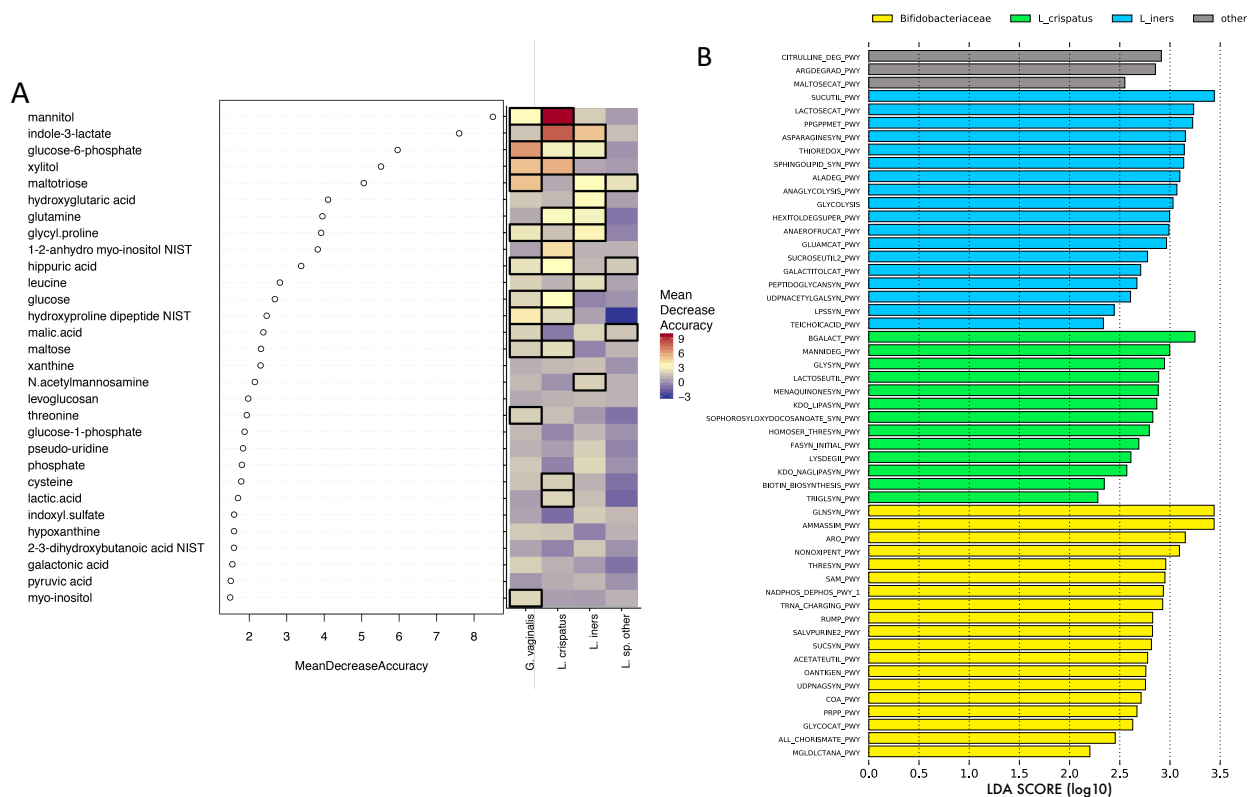 A
mannitol
indole-3-lactate
glucose-6-phosphate
xylitol
maltotriose
hydroxyglutaric acid
glutamine
glycyl.proline
1-2-anhydro myo-inositol NIST
hippuric acid
leucine
glucose
hydroxyproline dipeptide NIST
malic.acid
maltose
xanthine
N.acetylmannosamine
levoglucosan
threonine
glucose-1-phosphate
pseudo-uridine
phosphate
cysteine
lactic.acid
indoxyl.sulfate
hypoxanthine
2-3-dihydroxybutanoic acid NIST
galactonic acid
pyruvic acid
myo-inositol
2 3 4 5 6 7 8
MeanDecreaseAccuracy
G. vaginalis
L. crispatus
L. iners
L. sp. other
Mean
Decrease
Accuracy
9
6
3
0
−3
B
Bifidobacteriaceae L_crispatus L_iners other
CITRULLINE_DEG_PWY
ARGDEGRAD_PWY
MALTOSECAT_PWY
SUCUTIL_PWY
LACTOSECAT_PWY
PPGPPMET_PWY
ASPARAGINESYN_PWY
THIOREDOX_PWY
SPHINGOLIPID_SYN_PWY
ALADEG_PWY
ANAGLYCOLYSIS_PWY
GLYCOLYSIS
HEXITOLDEGSUPER_PWY
ANAEROFRUCAT_PWY
GLUAMCAT_PWY
SUCROSEUTIL2_PWY
GALACTITOLCAT_PWY
PEPTIDOGLYCANSYN_PWY
UDPNACETYLGALSYN_PWY
LPSSYN_PWY
TEICHOICACID_PWY
BGALACT_PWY
MANNIDEG_PWY
GLYSYN_PWY
LACTOSEUTIL_PWY
MENAQUINONESYN_PWY
KDO_LIPASYN_PWY
SOPHOROSYLOXYDOCOSANOATE_SYN_PWY
HOMOSER_THRESYN_PWY
FASYN_INITIAL_PWY
LYSDEGII_PWY
KDO_NAGLIPASYN_PWY
BIOTIN_BIOSYNTHESIS_PWY
TRIGLSYN_PWY
GLNSYN_PWY
AMMASSIM_PWY
ARO_PWY
NONOXIPENT_PWY
THRESYN_PWY
SAM_PWY
NADPHOS_DEPHOS_PWY_1
TRNA_CHARGING_PWY
RUMP_PWY
SALVPURINE2_PWY
SUCSYN_PWY
ACETATEUTIL_PWY
OANTIGEN_PWY
UDPNAGSYN_PWY
COA_PWY
PRPP_PWY
GLYCOCAT_PWY
ALL_CHORISMATE_PWY
MGLDLCTANA_PWY
0.0 0.5 1.0 1.5 2.0 2.5 3.0 3.5
LDA SCORE (log10)